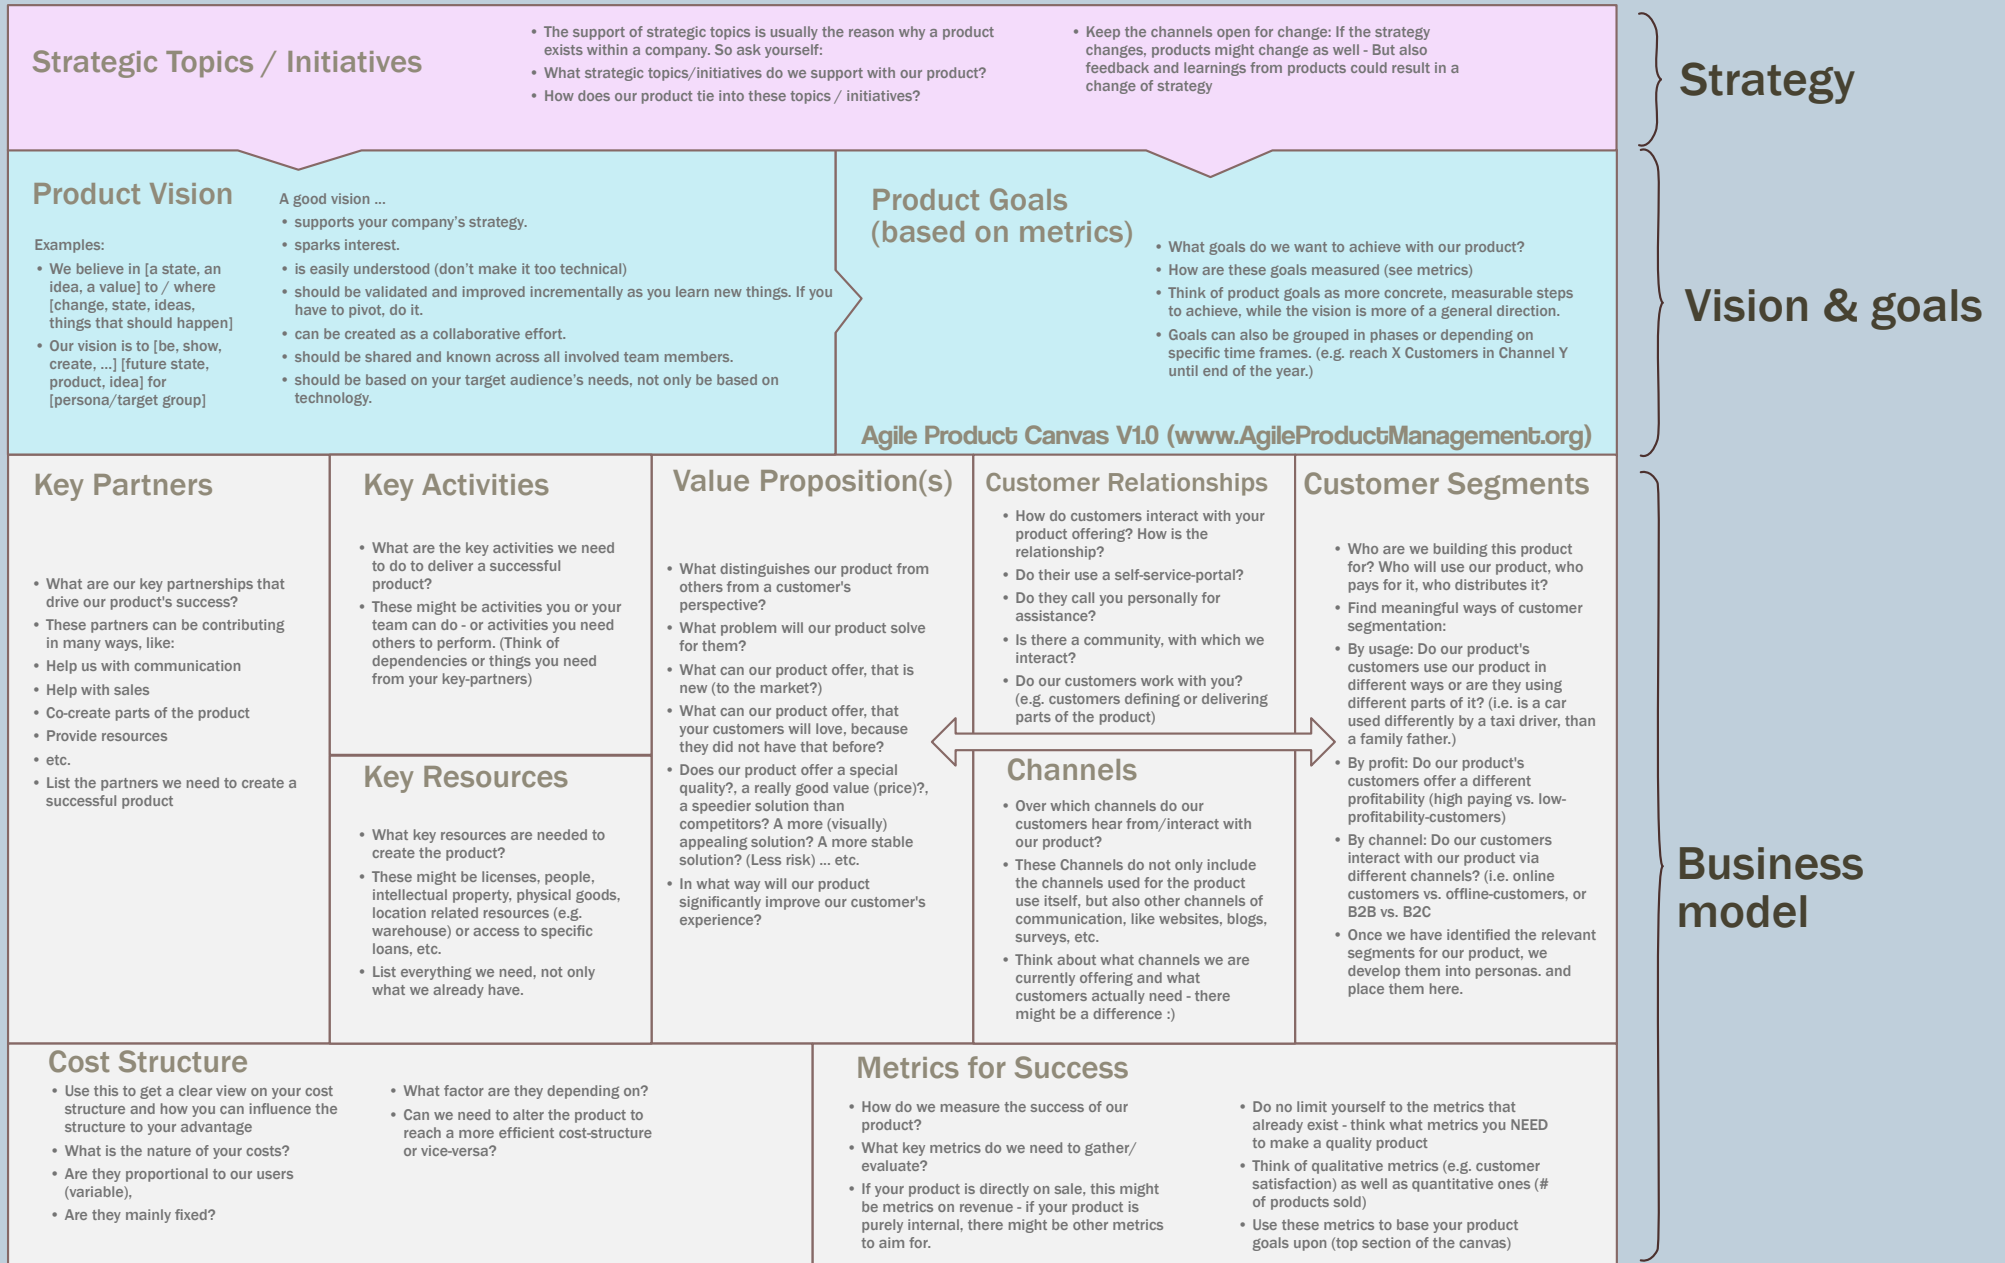 Strategic Topics / Initiatives
• The support of strategic topics is usually the reason why a product
exists within a company. So ask yourself:
• What strategic topics/initiatives do we support with our product?
• How does our product tie into these topics / initiatives?
• Keep the channels open for change: If the strategy
changes, products might change as well - But also
feedback and learnings from products could result in a
change of strategy
Strategy
Product Vision
Examples:
• We believe in [a state, an
idea, a value] to / where
[change, state, ideas,
things that should happen]
• Our vision is to [be, show,
create, ...] [future state,
product, idea] for
[persona/target group]
A good vision ...
• supports your company's strategy.
• sparks interest.
• is easily understood (don't make it too technical)
• should be validated and improved incrementally as you learn new things. If you
have to pivot, do it.
• can be created as a collaborative effort.
• should be shared and known across all involved team members.
• should be based on your target audience's needs, not only be based on
technology.
Product Goals
(based on metrics)
• What goals do we want to achieve with our product?
• How are these goals measured (see metrics)
• Think of product goals as more concrete, measurable steps
to achieve, while the vision is more of a general direction.
• Goals can also be grouped in phases or depending on
specific time frames. (e.g. reach X Customers in Channel Y
until end of the year.)
Agile Product Canvas V1.0 (www.AgileProductManagement.org)
Vision & goals
Key Partners
• What are our key partnerships that
drive our product's success?
• These partners can be contributing
in many ways, like:
• Help us with communication
• Help with sales
• Co-create parts of the product
• Provide resources
• etc.
• List the partners we need to create a
successful product
Key Activities
• What are the key activities we need
to do to deliver a successful
product?
• These might be activities you or your
team can do - or activities you need
others to perform. (Think of
dependencies or things you need
from your key-partners)
Key Resources
• What key resources are needed to
create the product?
• These might be licenses, people,
intellectual property, physical goods,
location related resources (e.g.
warehouse) or access to specific
loans, etc.
• List everything we need, not only
what we already have.
Value Proposition(s)
• What distinguishes our product from
others from a customer's
perspective?
• What problem will our product solve
for them?
• What can our product offer, that is
new (to the market?)
• What can our product offer, that
your customers will love, because
they did not have that before?
• Does our product offer a special
quality?, a really good value (price)?,
a speedier solution than
competitors? A more (visually)
appealing solution? A more stable
solution? (Less risk) ... etc.
• In what way will our product
significantly improve our customer's
experience?
Customer Relationships
• How do customers interact with your
product offering? How is the
relationship?
• Do their use a self-service-portal?
• Do they call you personally for
assistance?
• Is there a community, with which we
interact?
• Do our customers work with you?
(e.g. customers defining or delivering
parts of the product)
Channels
• Over which channels do our
customers hear from/interact with
our product?
• These Channels do not only include
the channels used for the product
use itself, but also other channels of
communication, like websites, blogs,
surveys, etc.
• Think about what channels we are
currently offering and what
customers actually need - there
might be a difference :)
Customer Segments
• Who are we building this product
for? Who will use our product, who
pays for it, who distributes it?
• Find meaningful ways of customer
segmentation:
• By usage: Do our product's
customers use our product in
different ways or are they using
different parts of it? (i.e. is a car
used differently by a taxi driver, than
a family father.)
• By profit: Do our product's
customers offer a different
profitability (high paying vs. low-
profitability-customers)
• By channel: Do our customers
interact with our product via
different channels? (i.e. online
customers vs. offline-customers, or
B2B vs. B2C
• Once we have identified the relevant
segments for our product, we
develop them into personas. and
place them here.
Business
model
Cost Structure
• Use this to get a clear view on your cost
structure and how you can influence the
structure to your advantage
• What is the nature of your costs?
• Are they proportional to our users
(variable),
• Are they mainly fixed?
• What factor are they depending on?
• Can we need to alter the product to
reach a more efficient cost-structure
or vice-versa?
Metrics for Success
• How do we measure the success of our
product?
• What key metrics do we need to gather/
evaluate?
• If your product is directly on sale, this might
be metrics on revenue - if your product is
purely internal, there might be other metrics
to aim for.
• Do no limit yourself to the metrics that
already exist - think what metrics you NEED
to make a quality product
• Think of qualitative metrics (e.g. customer
satisfaction) as well as quantitative ones (#
of products sold)
• Use these metrics to base your product
goals upon (top section of the canvas)